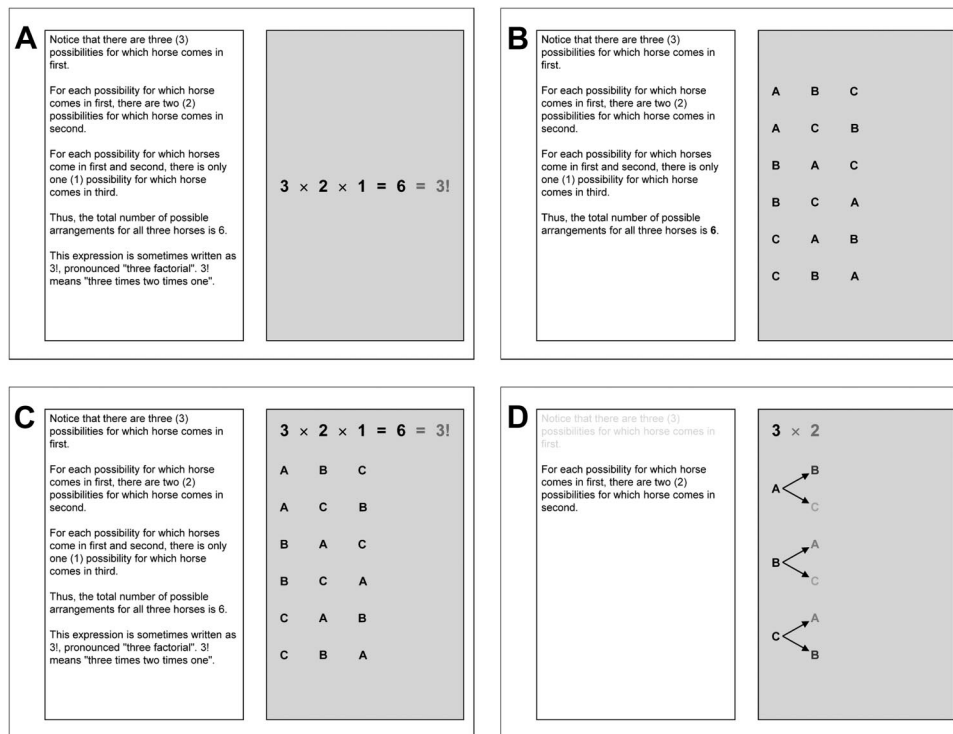 A
Notice that there are three (3)
possibilities for which horse comes in
first.
For each possibility for which horse
comes in first, there are two (2)
possibilities for which horse comes in
second.
For each possibility for which horses
come in first and second, there is only
one (1) possibility for which horse
comes in third.
Thus, the total number of possible
arrangements for all three horses is 6.
This expression is sometimes written as
3!, pronounced "three factorial". 3!
means "three times two times one".
3 × 2 × 1 = 6 = 3!
B
Notice that there are three (3)
possibilities for which horse comes in
first.
For each possibility for which horse
comes in first, there are two (2)
possibilities for which horse comes in
second.
For each possibility for which horses
come in first and second, there is only
one (1) possibility for which horse
comes in third.
Thus, the total number of possible
arrangements for all three horses is 6.
A B C
A C B
B A C
B C A
C A B
C B A
C
Notice that there are three (3)
possibilities for which horse comes in
first.
For each possibility for which horse
comes in first, there are two (2)
possibilities for which horse comes in
second.
For each possibility for which horses
come in first and second, there is only
one (1) possibility for which horse
comes in third.
Thus, the total number of possible
arrangements for all three horses is 6.
This expression is sometimes written as
3!, pronounced "three factorial". 3!
means "three times two times one".
3 × 2 × 1 = 6 = 3!
A B C
A C B
B A C
B C A
C A B
C B A
D
Notice that there are three (3)
possibilities for which horse comes in
first.
For each possibility for which horse
comes in first, there are two (2)
possibilities for which horse comes in
second.
3 × 2
B
A
C
A
B
C
A
C
B